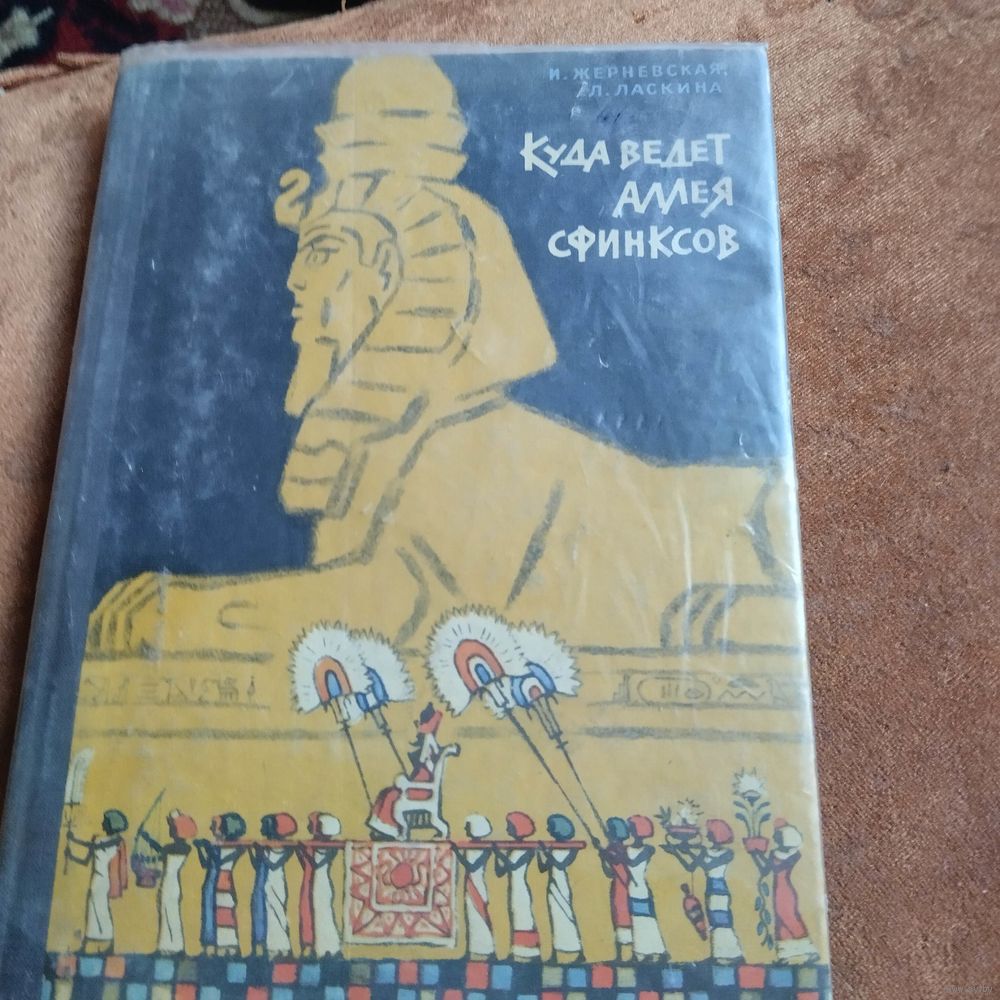 И. ЖЕРНЕВСКАЯ,
Л. ЛАСКИНА
КУДА ВЕДЕТ
АЛЛЕЯ
СФИНКСОВ